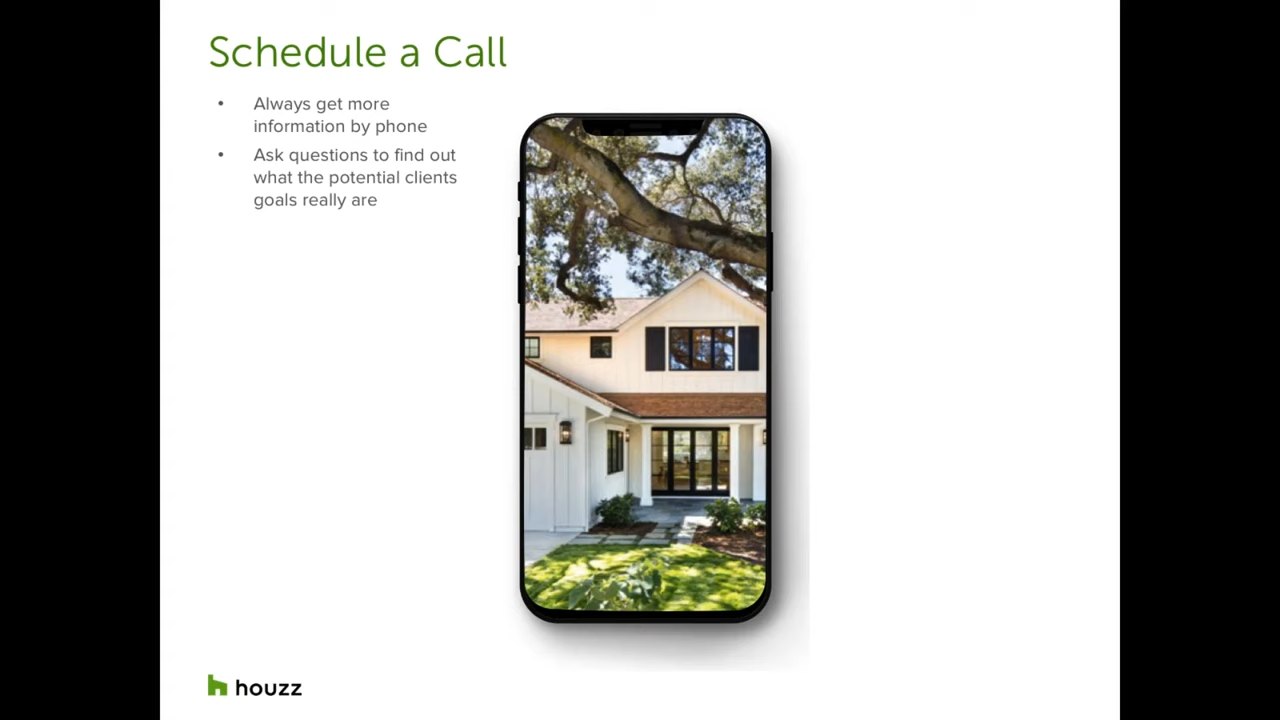 Schedule a Call
• Always get more
information by phone
• Ask questions to find out
what the potential clients
goals really are
houzz